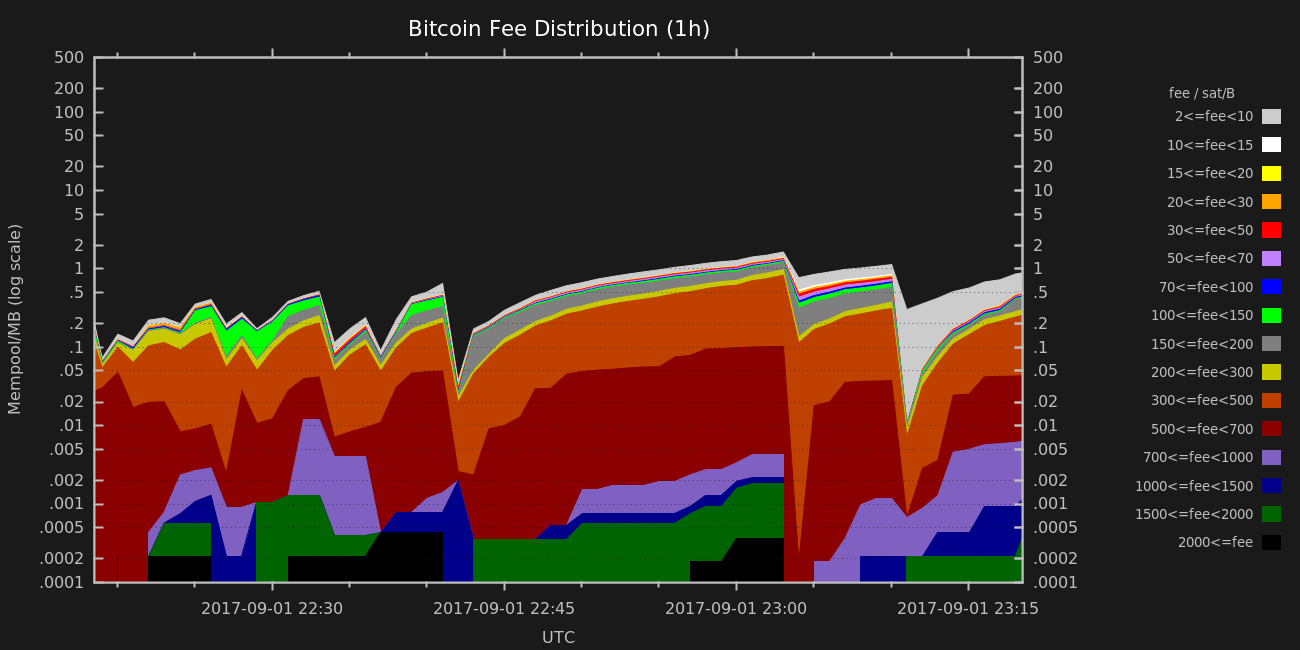 Bitcoin Fee Distribution (1h)
500
200
100
50
20
10
5
2
1
.5
.2
.1
.05
.02
.01
.005
.002
.001
.0005
.0002
.0001
Mempool/MB (log scale)
500
200
100
50
20
10
5
2
1
.5
.2
.1
.05
.02
.01
.005
.002
.001
.0005
.0002
.0001
2017-09-01 22:30
2017-09-01 22:45
2017-09-01 23:00
2017-09-01 23:15
UTC
fee / sat/B
2<=fee<10
10<=fee<15
15<=fee<20
20<=fee<30
30<=fee<50
50<=fee<70
70<=fee<100
100<=fee<150
150<=fee<200
200<=fee<300
300<=fee<500
500<=fee<700
700<=fee<1000
1000<=fee<1500
1500<=fee<2000
2000<=fee